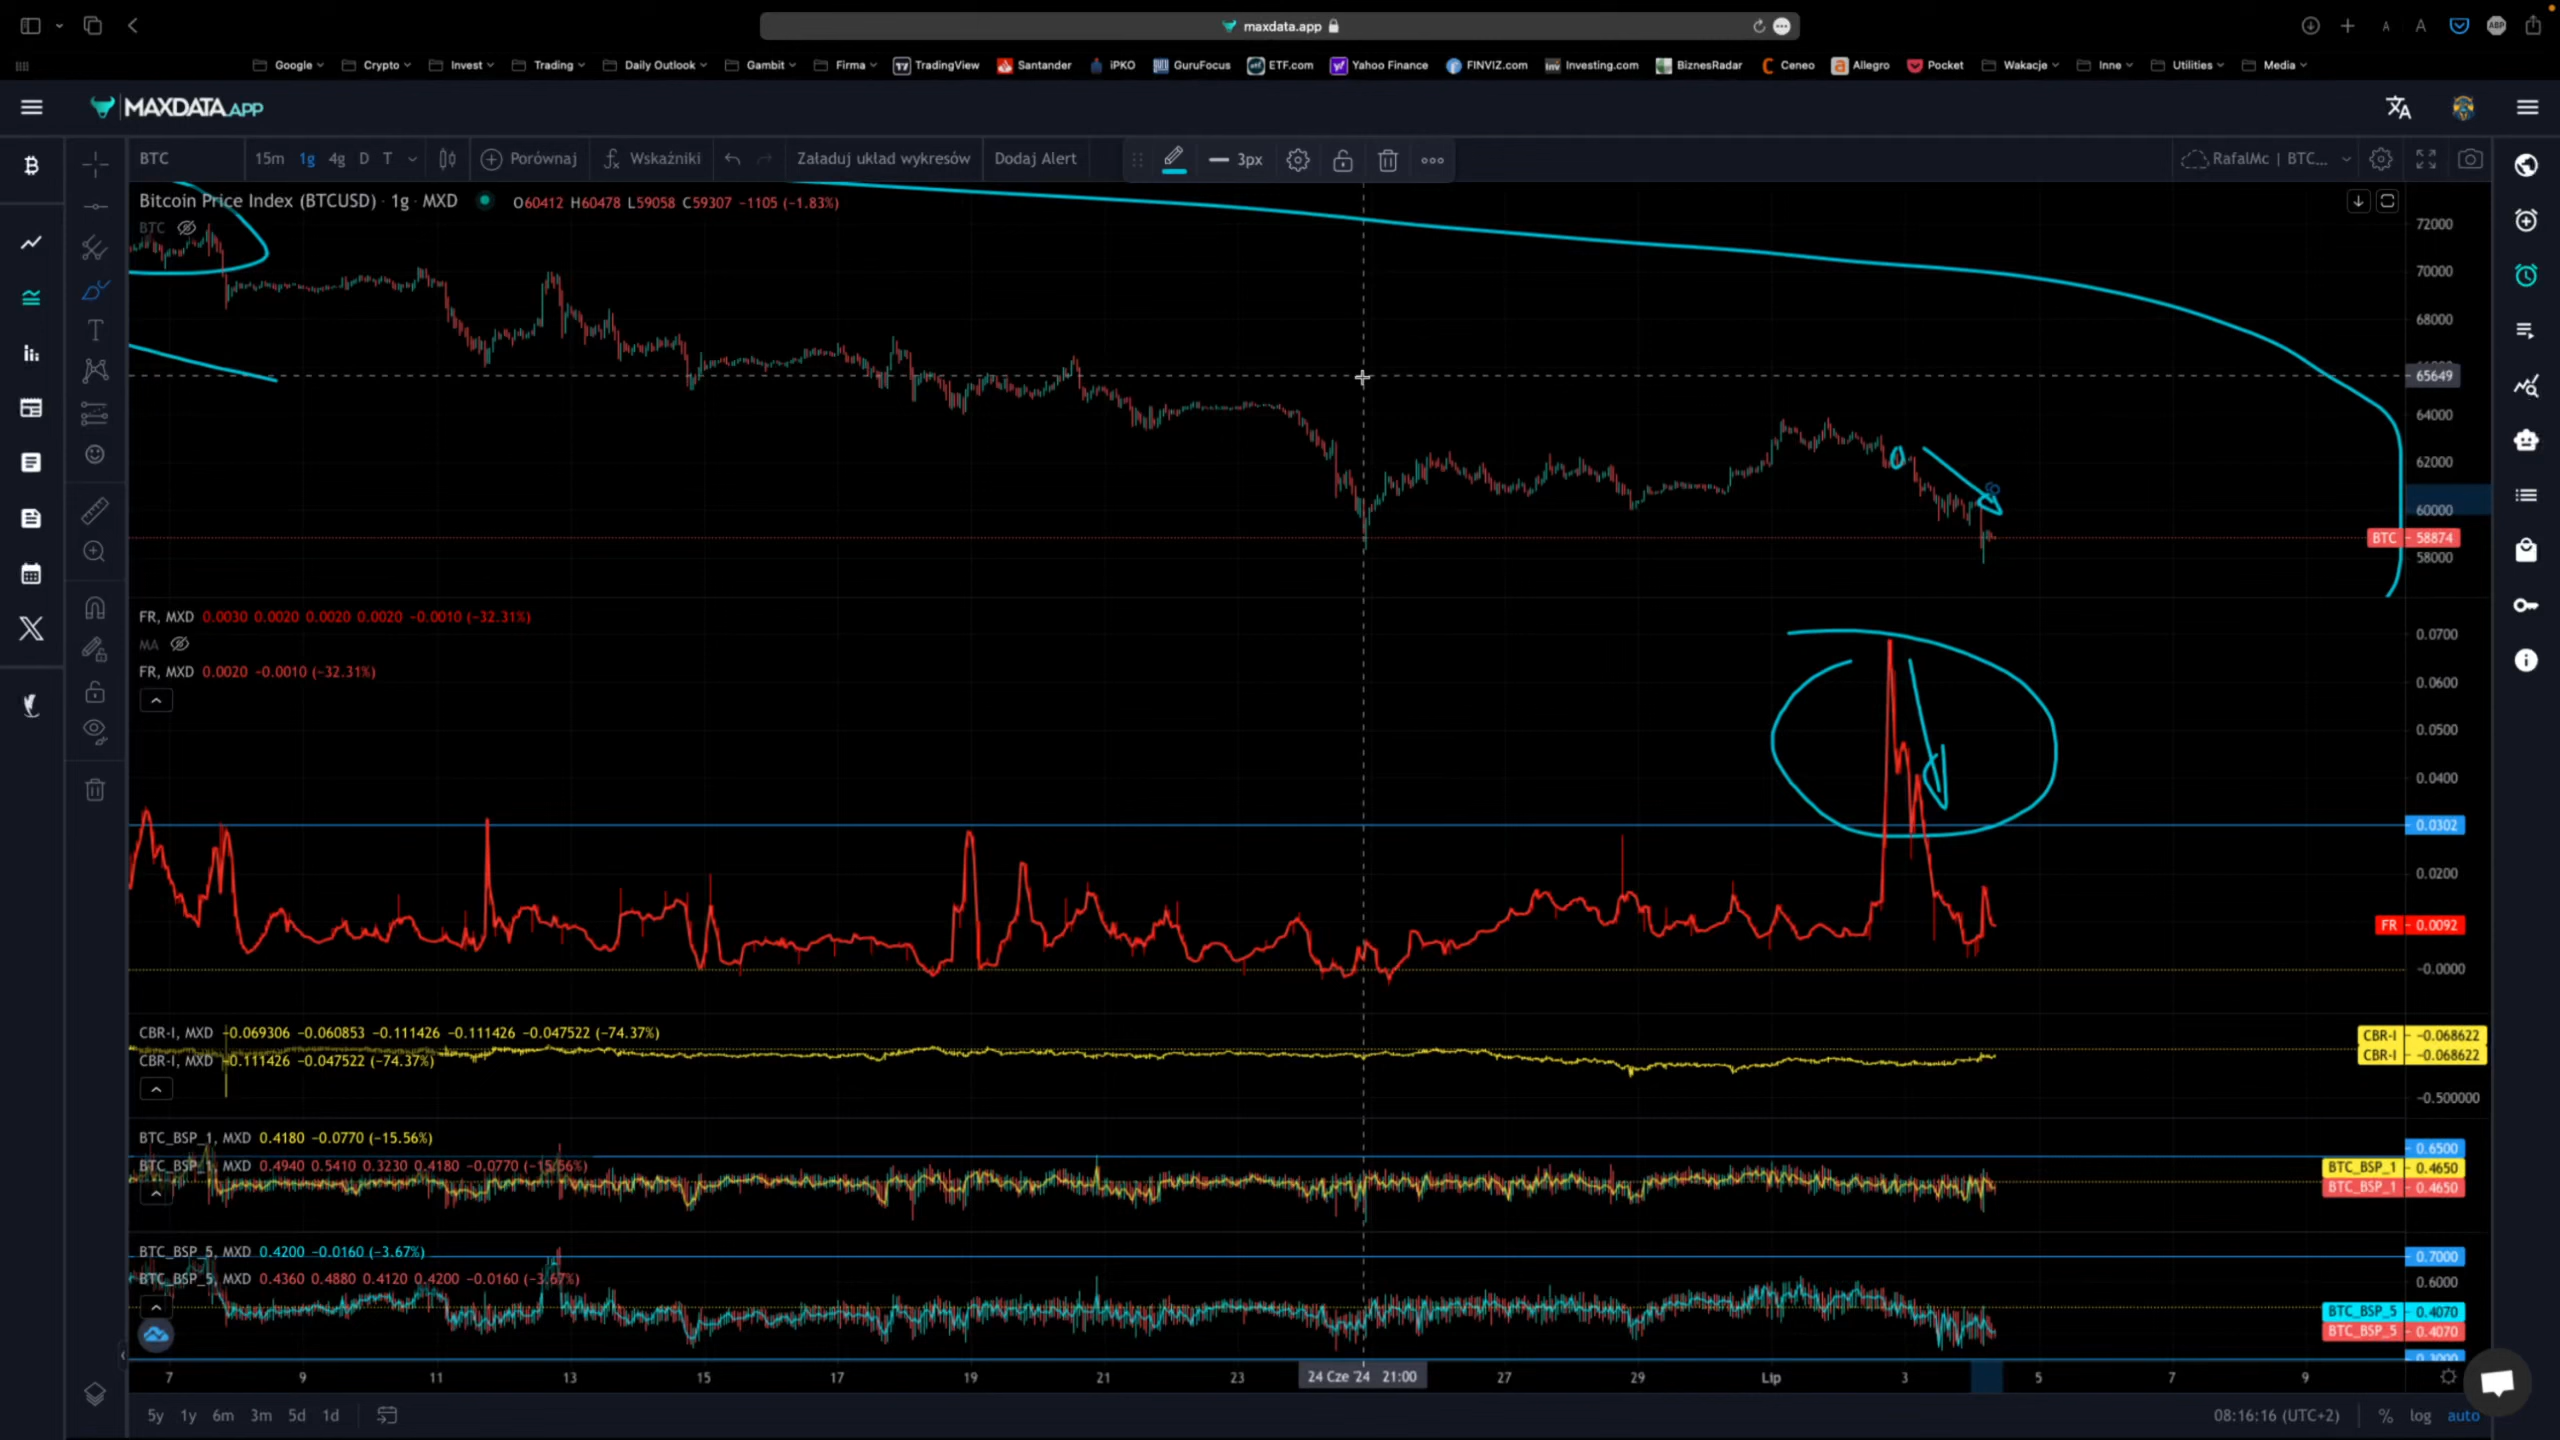 maxdata.app
Google
Crypto
Invest
Trading
Daily Outlook
Gambit
Firma
TradingView
Santander
iPKO
GuruFocus
ETF.com
Yahoo Finance
FINVIZ.com
Investing.com
BiznesRadar
Ceneo
Allegro
Pocket
Wakacje
Inne
Utilities
Media
MAXDATA.APP
BTC
15m 1g 4g D T
Porównaj
Wskaźniki
Załaduj układ wykresów
Dodaj Alert
3px
RafalMc | BTC...
Bitcoin Price Index (BTCUSD) · 1g · MXD
O60412 H60478 L59058 C59307 −1105 (−1.83%)
BTC
72000
70000
68000
65649
64000
62000
60000
BTC 58874
58000
FR, MXD 0.0030 0.0020 0.0020 0.0020 −0.0010 (−32.31%)
MA
FR, MXD 0.0020 −0.0010 (−32.31%)
0.0700
0.0600
0.0500
0.0400
0.0302
0.0200
FR 0.0092
−0.0000
CBR-I, MXD −0.069306 −0.060853 −0.111426 −0.111426 −0.047522 (−74.37%)
CBR-I, MXD −0.111426 −0.047522 (−74.37%)
CBR-I −0.068622
CBR-I −0.068622
−0.500000
BTC_BSP_1, MXD 0.4180 −0.0770 (−15.56%)
BTC_BSP_1, MXD 0.4940 0.5410 0.3230 0.4180 −0.0770 (−15.56%)
0.6500
BTC_BSP_1 0.4650
BTC_BSP_1 0.4650
BTC_BSP_5, MXD 0.4200 −0.0160 (−3.67%)
BTC_BSP_5, MXD 0.4360 0.4880 0.4120 0.4200 −0.0160 (−3.67%)
0.7000
0.6000
BTC_BSP_5 0.4070
BTC_BSP_5 0.4070
7 9 11 13 15 17 19 21 23 24 Cze '24 21:00 27 29 Lip 3 5 7 9
5y 1y 6m 3m 5d 1d
08:16:16 (UTC+2) % log auto